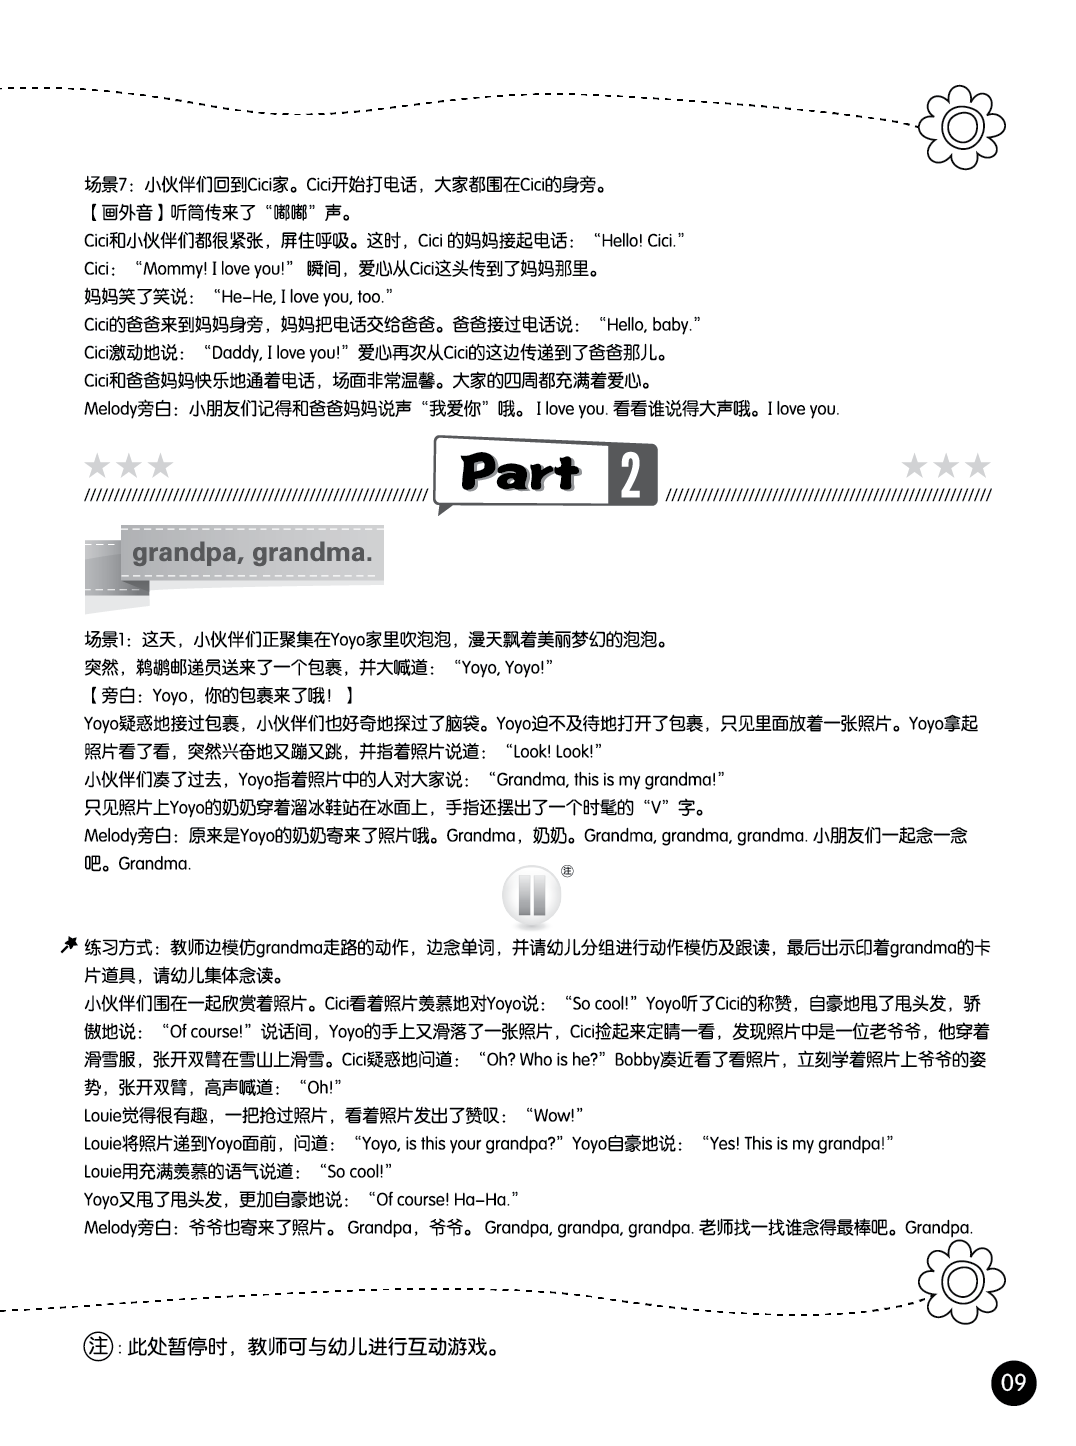 场景7：小伙伴们回到Cici家。Cici开始打电话，大家都围在Cici的身旁。
【画外音】听筒传来了“嘟嘟”声。
Cici和小伙伴们都很紧张，屏住呼吸。这时，Cici 的妈妈接起电话：“Hello! Cici.”
Cici：“Mommy! I love you!” 瞬间，爱心从Cici这头传到了妈妈那里。
妈妈笑了笑说：“He-He, I love you, too.”
Cici的爸爸来到妈妈身旁，妈妈把电话交给爸爸。爸爸接过电话说：“Hello, baby.”
Cici激动地说：“Daddy, I love you!”爱心再次从Cici的这边传递到了爸爸那儿。
Cici和爸爸妈妈快乐地通着电话，场面非常温馨。大家的四周都充满着爱心。
Melody旁白：小朋友们记得和爸爸妈妈说声“我爱你”哦。 I love you. 看看谁说得大声哦。I love you.
Part 2
grandpa, grandma.
场景1：这天，小伙伴们正聚集在Yoyo家里吹泡泡，漫天飘着美丽梦幻的泡泡。
突然，鹈鹕邮递员送来了一个包裹，并大喊道：“Yoyo, Yoyo!”
【旁白：Yoyo，你的包裹来了哦！】
Yoyo疑惑地接过包裹，小伙伴们也好奇地探过了脑袋。Yoyo迫不及待地打开了包裹，只见里面放着一张照片。Yoyo拿起
照片看了看，突然兴奋地又蹦又跳，并指着照片说道：“Look! Look!”
小伙伴们凑了过去，Yoyo指着照片中的人对大家说：“Grandma, this is my grandma!”
只见照片上Yoyo的奶奶穿着溜冰鞋站在冰面上，手指还摆出了一个时髦的“V”字。
Melody旁白：原来是Yoyo的奶奶寄来了照片哦。Grandma，奶奶。Grandma, grandma, grandma. 小朋友们一起念一念
吧。Grandma.
注
练习方式：教师边模仿grandma走路的动作，边念单词，并请幼儿分组进行动作模仿及跟读，最后出示印着grandma的卡
片道具，请幼儿集体念读。
小伙伴们围在一起欣赏着照片。Cici看着照片羡慕地对Yoyo说：“So cool!”Yoyo听了Cici的称赞，自豪地甩了甩头发，骄
傲地说：“Of course!”说话间，Yoyo的手上又滑落了一张照片，Cici捡起来定睛一看，发现照片中是一位老爷爷，他穿着
滑雪服，张开双臂在雪山上滑雪。Cici疑惑地问道：“Oh? Who is he?”Bobby凑近看了看照片，立刻学着照片上爷爷的姿
势，张开双臂，高声喊道：“Oh!”
Louie觉得很有趣，一把抢过照片，看着照片发出了赞叹：“Wow!”
Louie将照片递到Yoyo面前，问道：“Yoyo, is this your grandpa?”Yoyo自豪地说：“Yes! This is my grandpa!”
Louie用充满羡慕的语气说道：“So cool!”
Yoyo又甩了甩头发，更加自豪地说：“Of course! Ha-Ha.”
Melody旁白：爷爷也寄来了照片。 Grandpa，爷爷。 Grandpa, grandpa, grandpa. 老师找一找谁念得最棒吧。Grandpa.
注：此处暂停时，教师可与幼儿进行互动游戏。
09